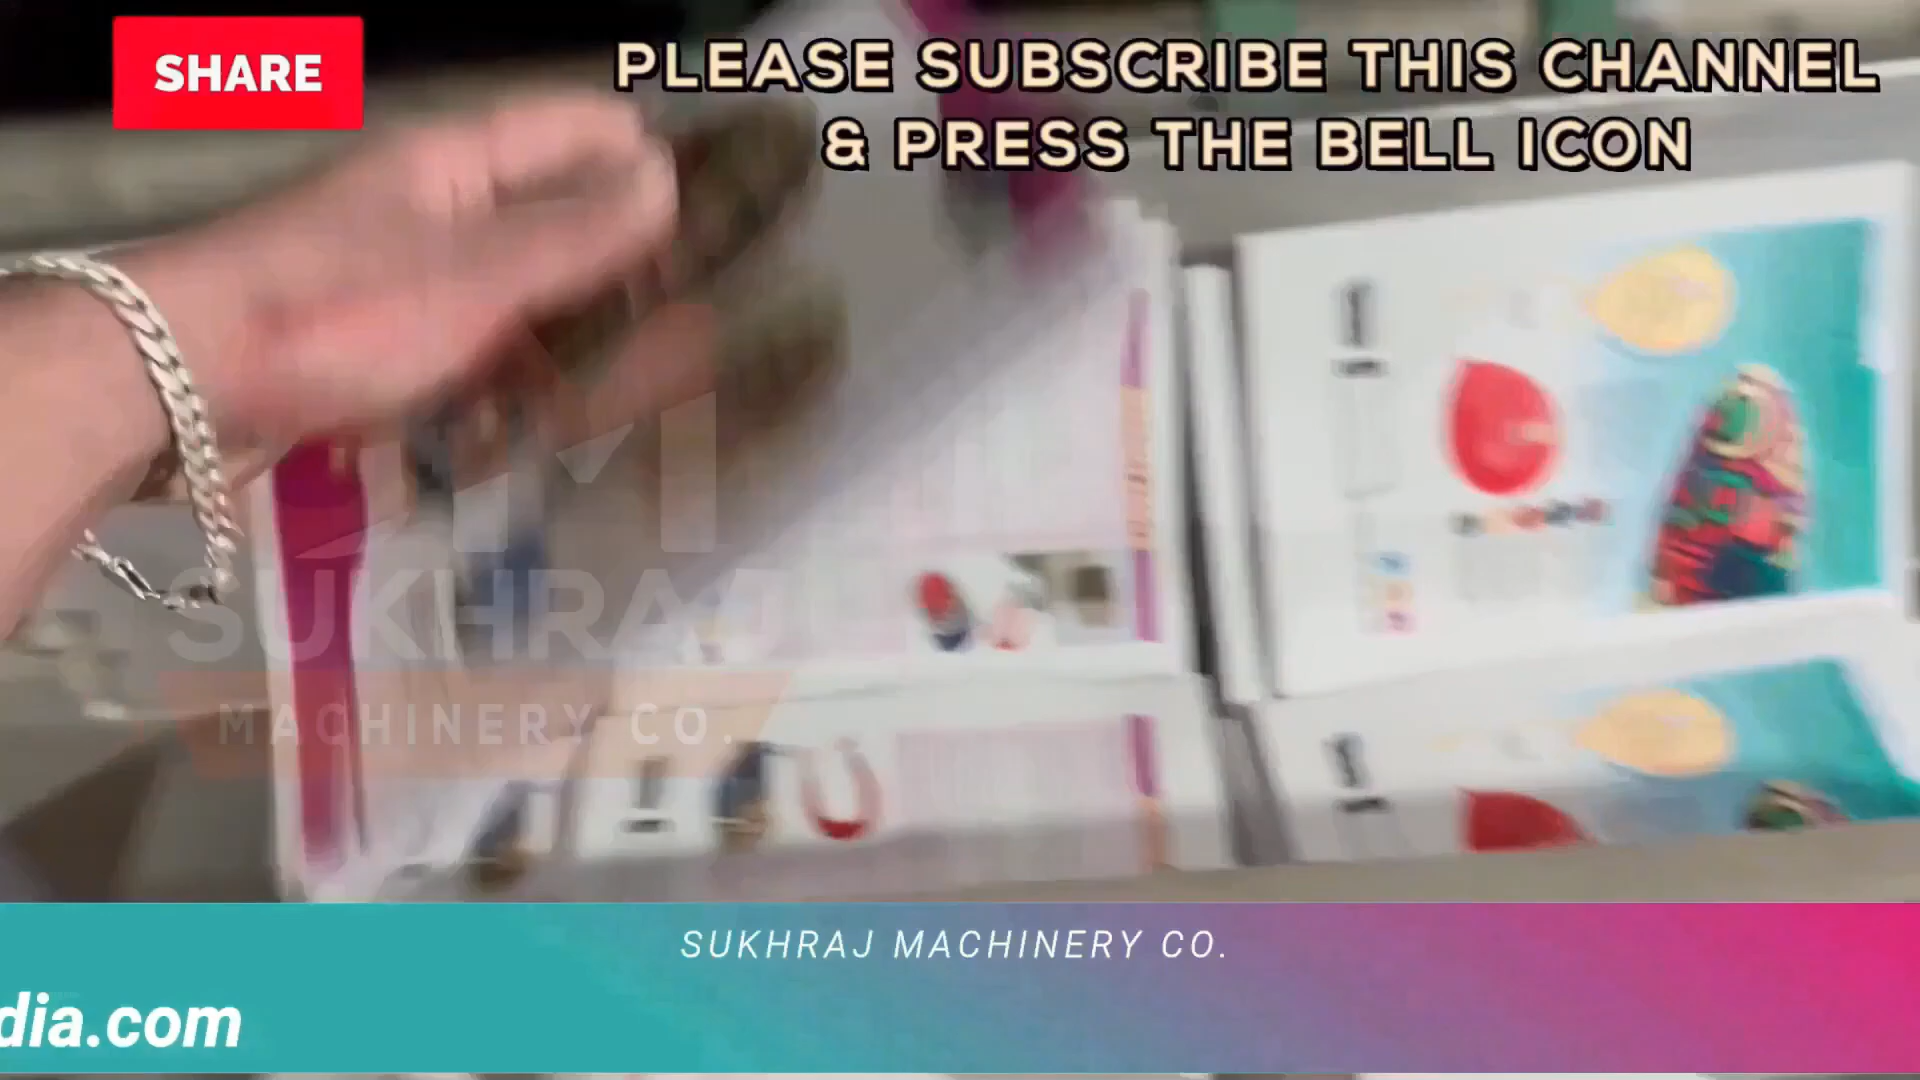 SHARE
PLEASE SUBSCRIBE THIS CHANNEL
& PRESS THE BELL ICON
SUKHRAJ
MACHINERY CO.
SUKHRAJ MACHINERY CO.
dia.com